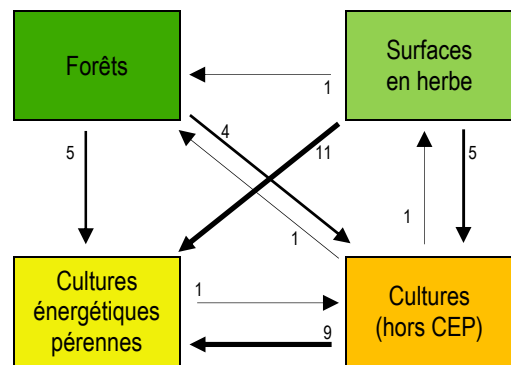 Forêts
Surfaces
en herbe
1
5
4
11
5
1
1
Cultures
énergétiques
pérennes
1
9
Cultures
(hors CEP)